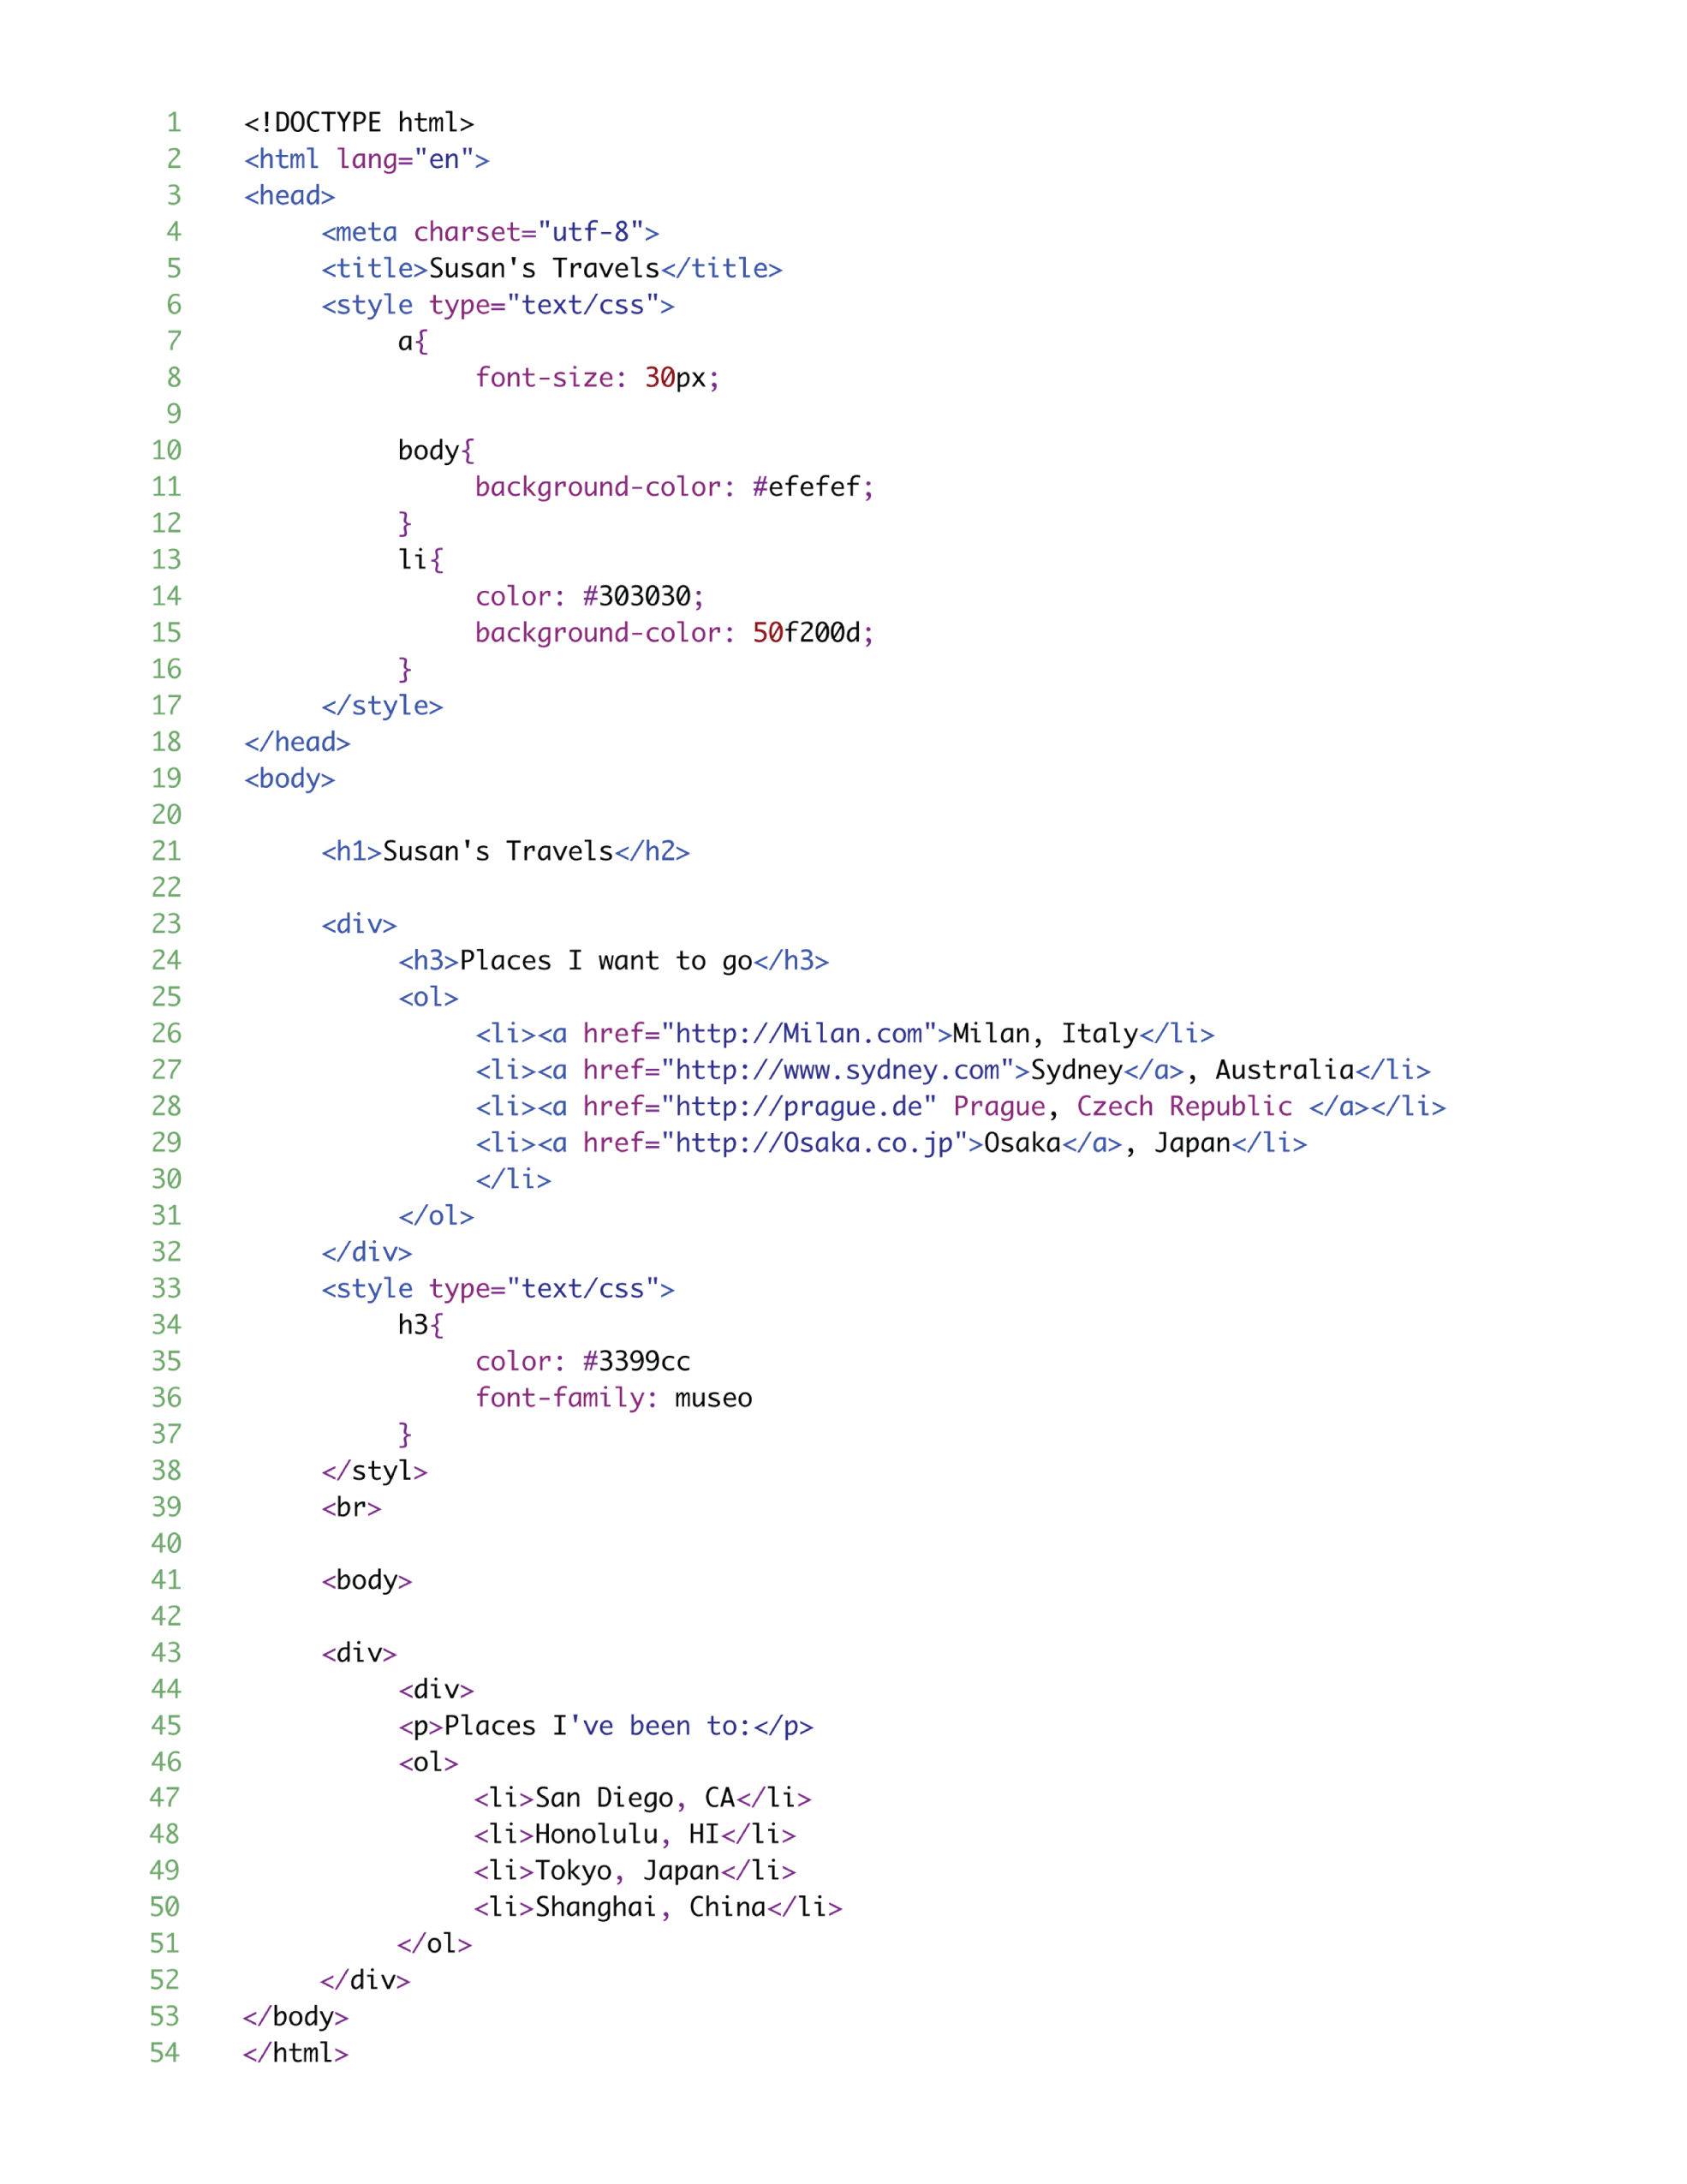 1 <!DOCTYPE html>
2 <html lang="en">
3 <head>
4 <meta charset="utf-8">
5 <title>Susan's Travels</title>
6 <style type="text/css">
7 a{
8 font-size: 30px;
9
10 body{
11 background-color: #efefef;
12 }
13 li{
14 color: #303030;
15 background-color: 50f200d;
16 }
17 </style>
18 </head>
19 <body>
20
21 <h1>Susan's Travels</h2>
22
23 <div>
24 <h3>Places I want to go</h3>
25 <ol>
26 <li><a href="http://Milan.com">Milan, Italy</li>
27 <li><a href="http://www.sydney.com">Sydney</a>, Australia</li>
28 <li><a href="http://prague.de" Prague, Czech Republic </a></li>
29 <li><a href="http://Osaka.co.jp">Osaka</a>, Japan</li>
30 </li>
31 </ol>
32 </div>
33 <style type="text/css">
34 h3{
35 color: #3399cc
36 font-family: museo
37 }
38 </styl>
39 <br>
40
41 <body>
42
43 <div>
44 <div>
45 <p>Places I've been to:</p>
46 <ol>
47 <li>San Diego, CA</li>
48 <li>Honolulu, HI</li>
49 <li>Tokyo, Japan</li>
50 <li>Shanghai, China</li>
51 </ol>
52 </div>
53 </body>
54 </html>